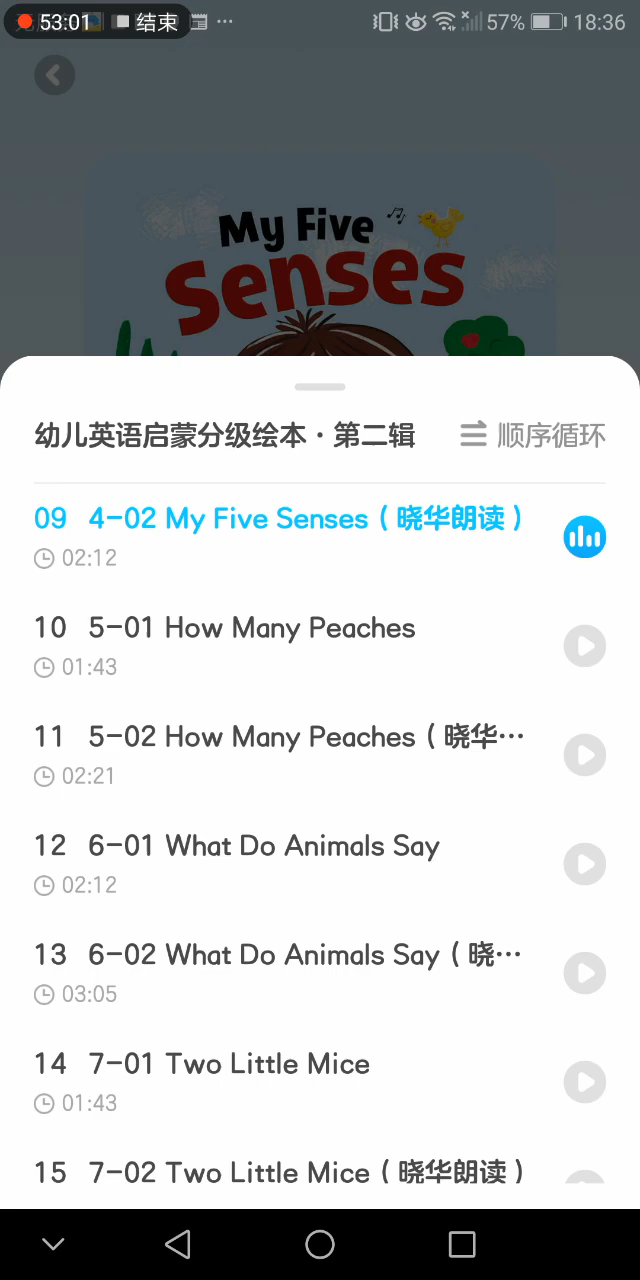 53:01 结束 ··· 57% 18:36
My Five
Senses
幼儿英语启蒙分级绘本·第二辑 顺序循环
09 4-02 My Five Senses（晓华朗读）
02:12
10 5-01 How Many Peaches
01:43
11 5-02 How Many Peaches（晓华···
02:21
12 6-01 What Do Animals Say
02:12
13 6-02 What Do Animals Say（晓···
03:05
14 7-01 Two Little Mice
01:43
15 7-02 Two Little Mice（晓华朗读）